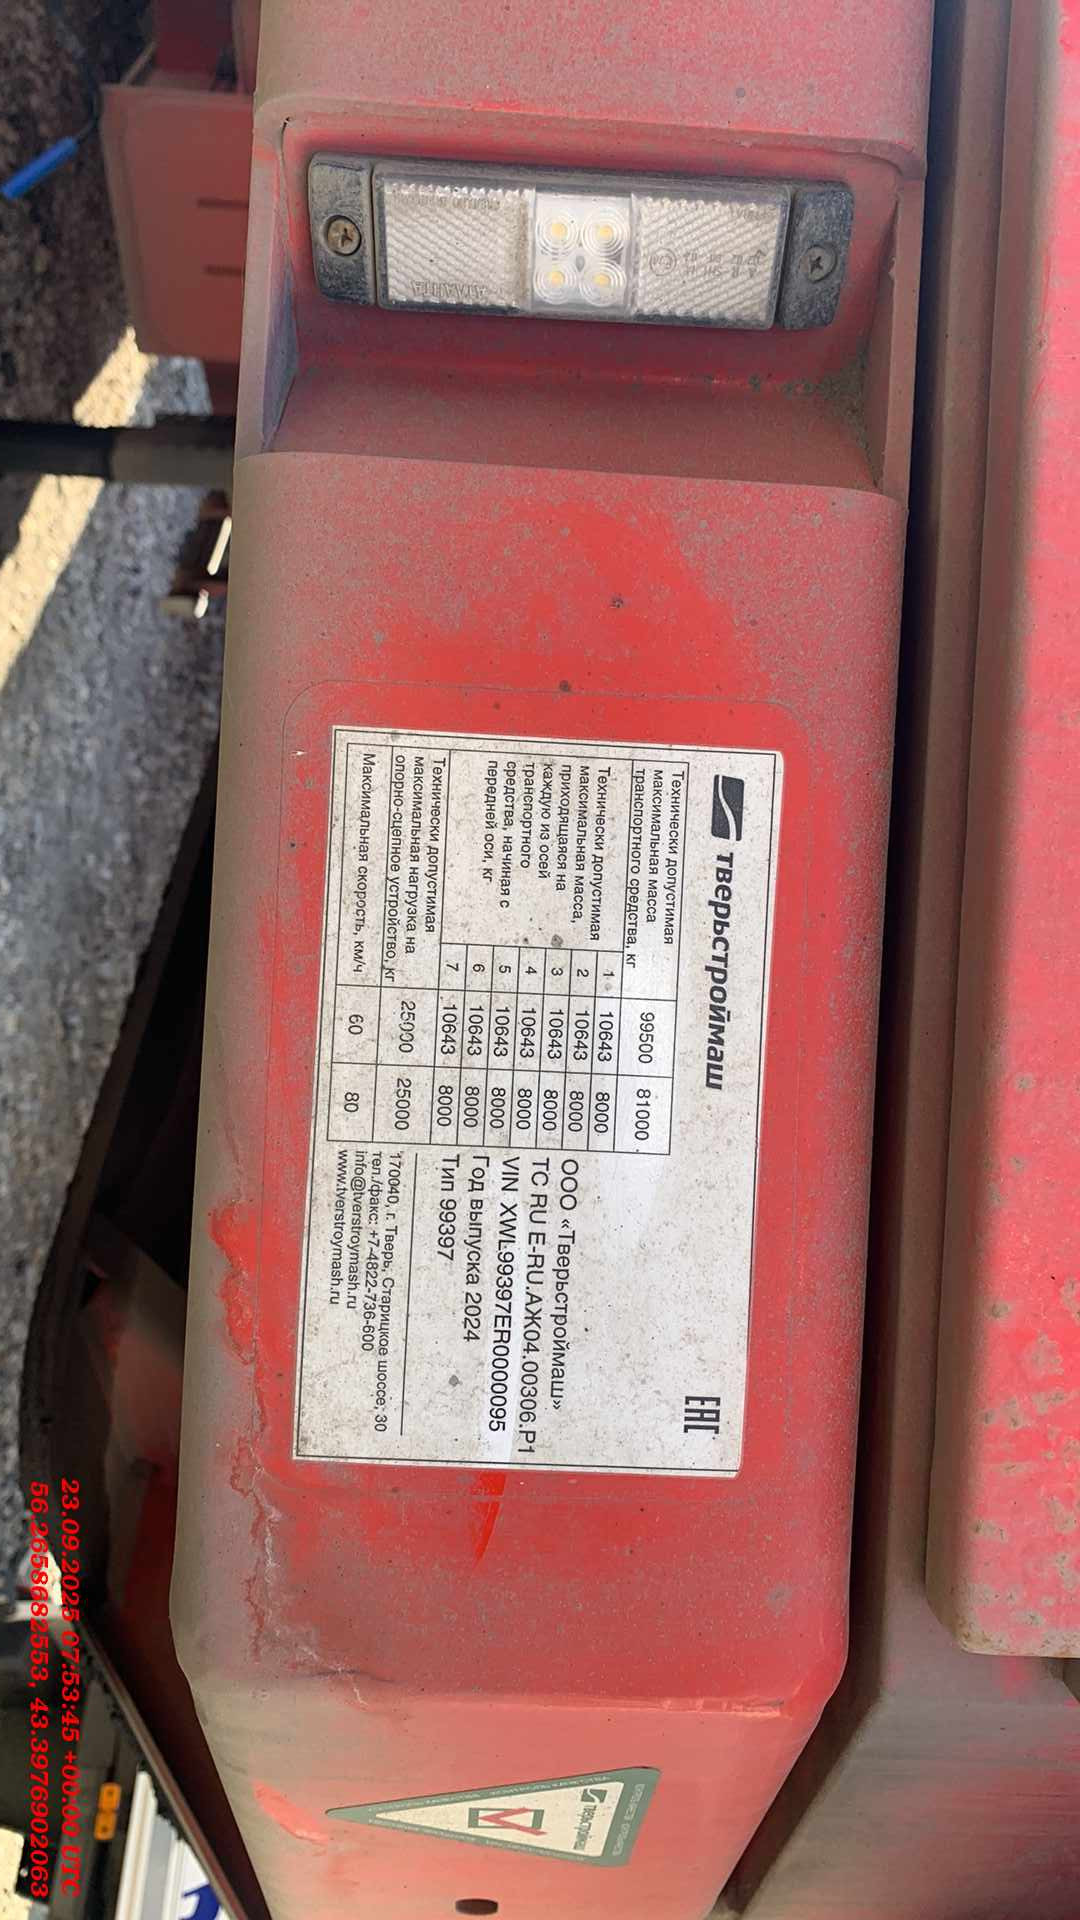 тверьстроймаш
EAC
Технически допустимая
максимальная масса
транспортного средства, кг
99500 81000
Технически допустимая
максимальная масса,
приходящаяся на
каждую из осей
транспортного
средства, начиная с
передней оси, кг
1 10643 8000
2 10643 8000
3 10643 8000
4 10643 8000
5 10643 8000
6 10643 8000
7 10643 8000
Технически допустимая
максимальная нагрузка на
опорно-сцепное устройство, кг
25000 25000
Максимальная скорость, км/ч 60 80
ООО «Тверьстроймаш»
ТС RU E-RU.АЖ04.00306.Р1
VIN XWL99397ER0000095
Год выпуска 2024
Тип 99397
170040, г. Тверь, Старицкое шоссе, 30
тел./факс: +7-4822-736-600
info@tverstroymash.ru
www.tverstroymash.ru
АТЛАНТА
тверьстроймаш
23.09.2025 07:53:45 +00:00 UTC
56.2658682553, 43.3976902063